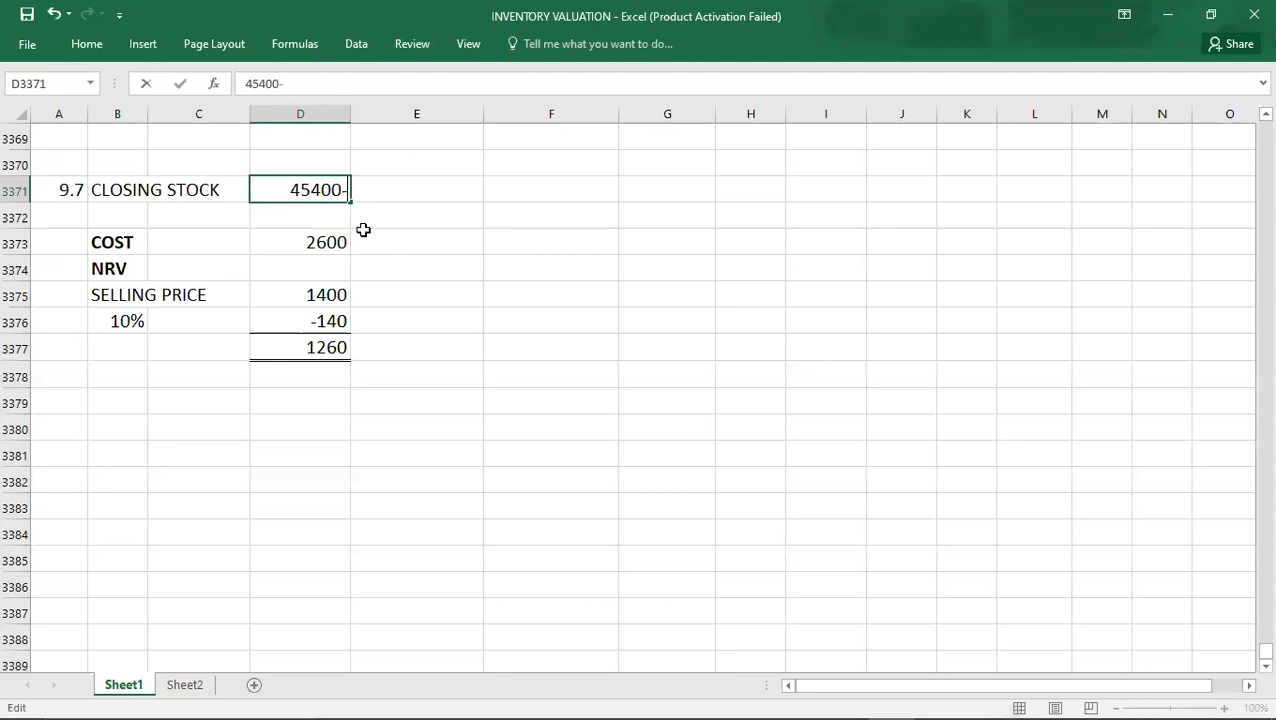 INVENTORY VALUATION - Excel (Product Activation Failed)
File Home Insert Page Layout Formulas Data Review View Tell me what you want to do... Share
D3371 fx 45400-
A B C D E F G H I J K L M N O
3369
3370
3371 9.7 CLOSING STOCK 45400-
3372
3373 COST 2600
3374 NRV
3375 SELLING PRICE 1400
3376 10% -140
3377 1260
3378
3379
3380
3381
3382
3383
3384
3385
3386
3387
3388
3389
Sheet1 Sheet2
Edit 100%